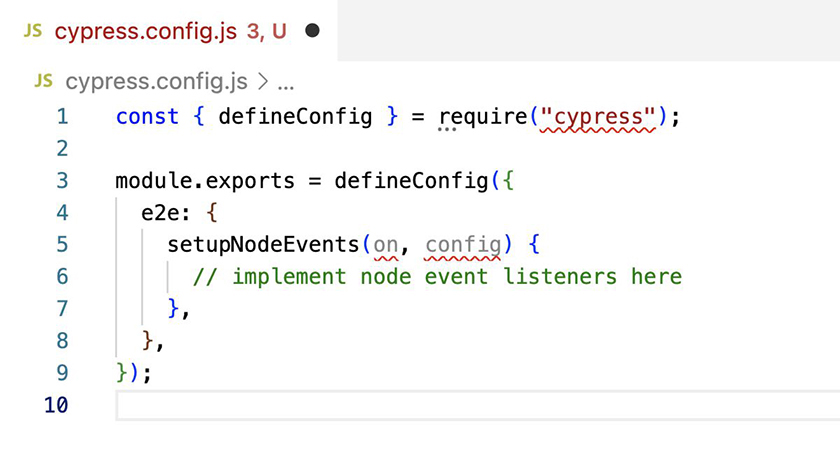 JS cypress.config.js 3, U ●
JS cypress.config.js > ...
1 const { defineConfig } = require("cypress");
2
3 module.exports = defineConfig({
4 e2e: {
5 setupNodeEvents(on, config) {
6 // implement node event listeners here
7 },
8 },
9 });
10